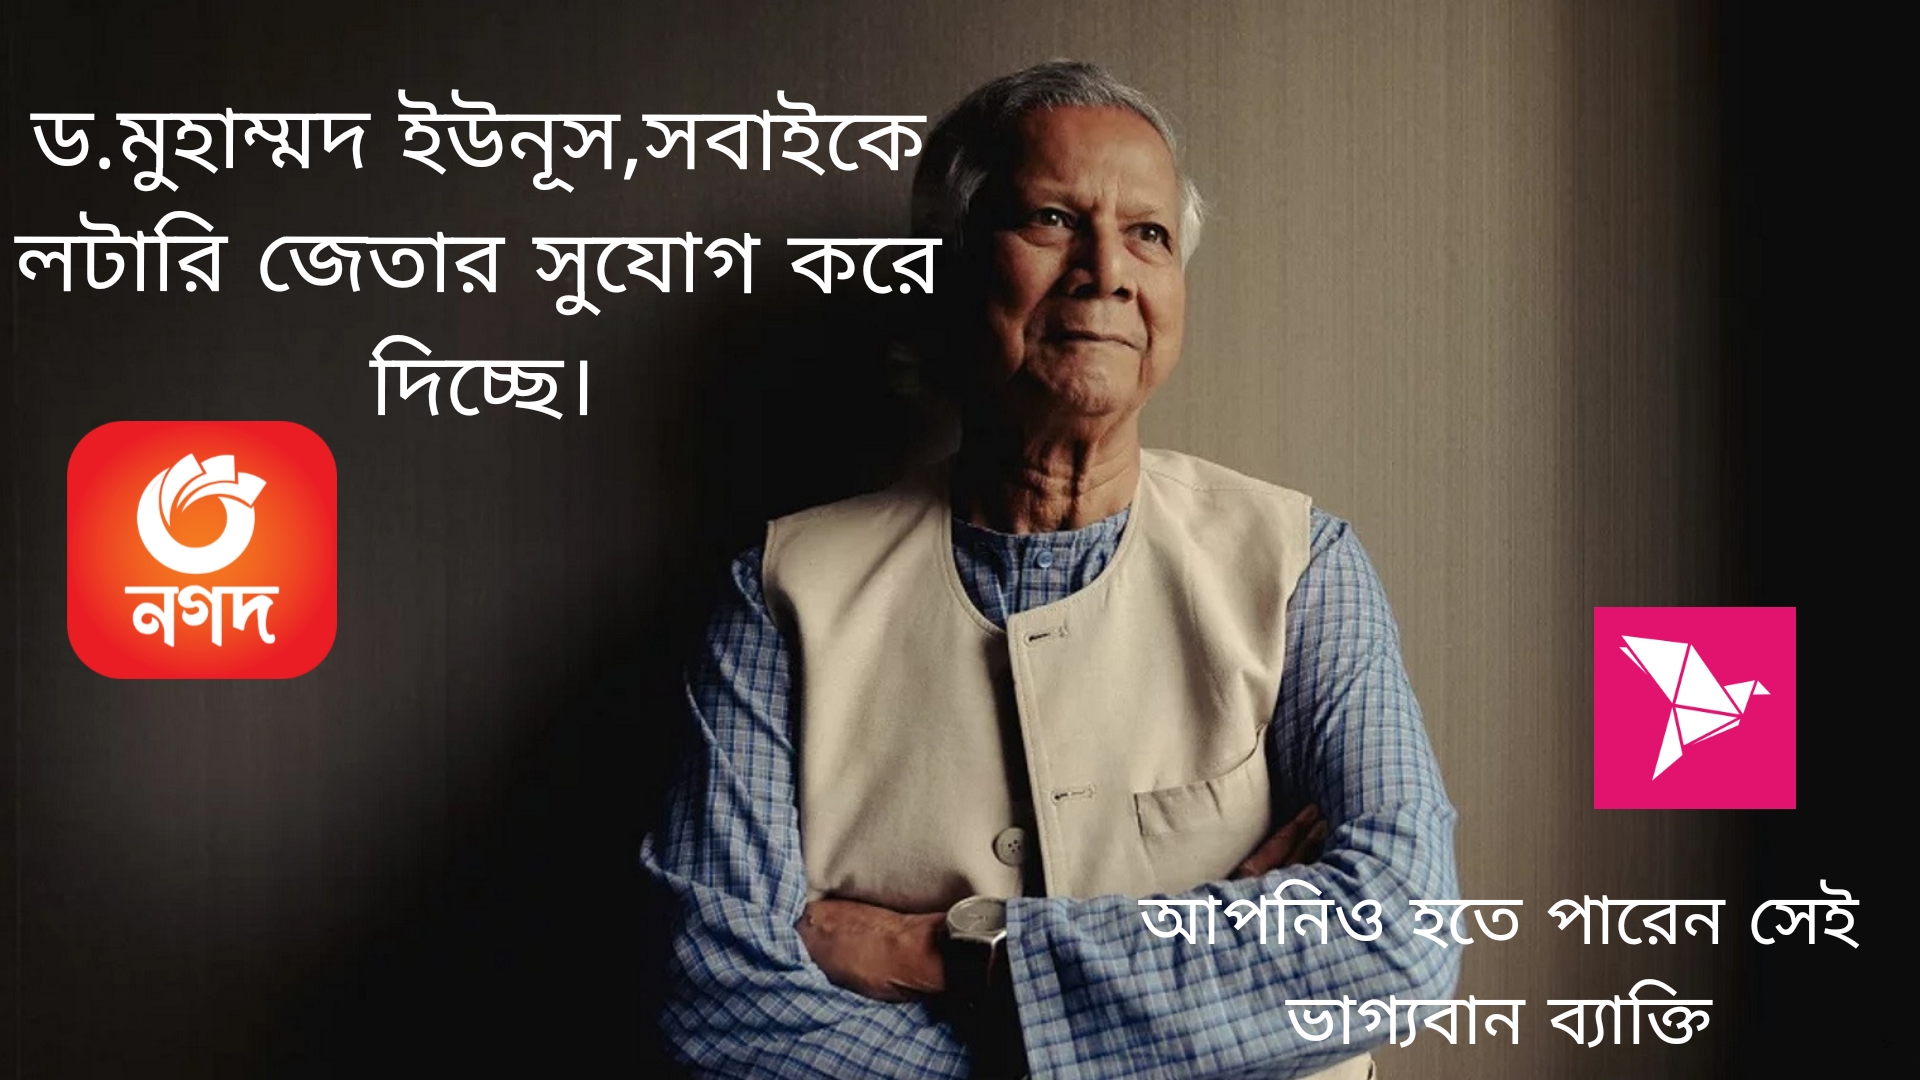 ড.মুহাম্মদ ইউনূস,সবাইকে
লটারি জেতার সুযোগ করে
দিচ্ছে।
নগদ
আপনিও হতে পারেন সেই
ভাগ্যবান ব্যাক্তি